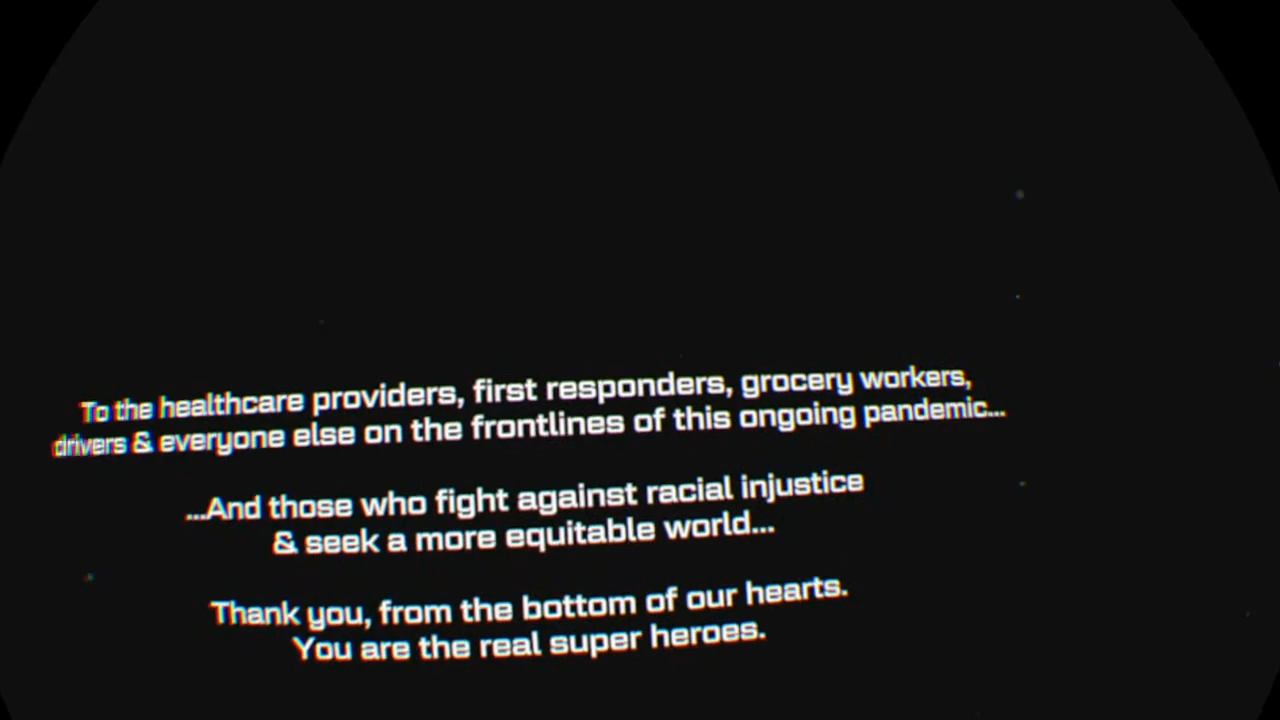 To the healthcare providers, first responders, grocery workers,
drivers & everyone else on the frontlines of this ongoing pandemic...
...And those who fight against racial injustice
& seek a more equitable world...
Thank you, from the bottom of our hearts.
You are the real super heroes.